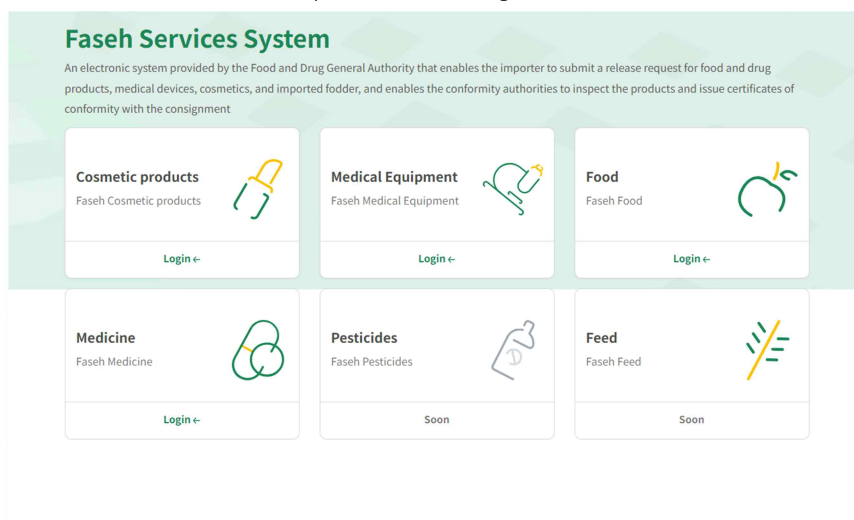 Faseh Services System
An electronic system provided by the Food and Drug General Authority that enables the importer to submit a release request for food and drug
products, medical devices, cosmetics, and imported fodder, and enables the conformity authorities to inspect the products and issue certificates of
conformity with the consignment
Cosmetic products
Faseh Cosmetic products
Login ←
Medical Equipment
Faseh Medical Equipment
Login ←
Food
Faseh Food
Login ←
Medicine
Faseh Medicine
Login ←
Pesticides
Faseh Pesticides
Soon
Feed
Faseh Feed
Soon